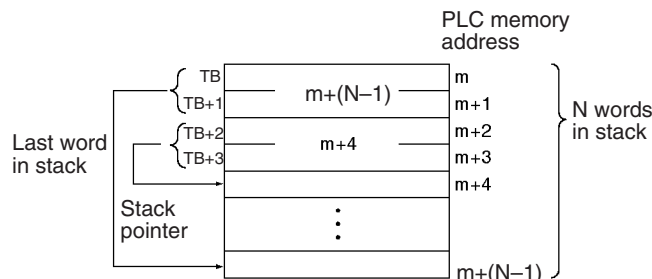 PLC memory
address
TB
TB+1
m+(N–1)
m
m+1
N words
in stack
Last word
in stack
TB+2
TB+3
m+4
m+2
m+3
m+4
Stack
pointer
m+(N–1)